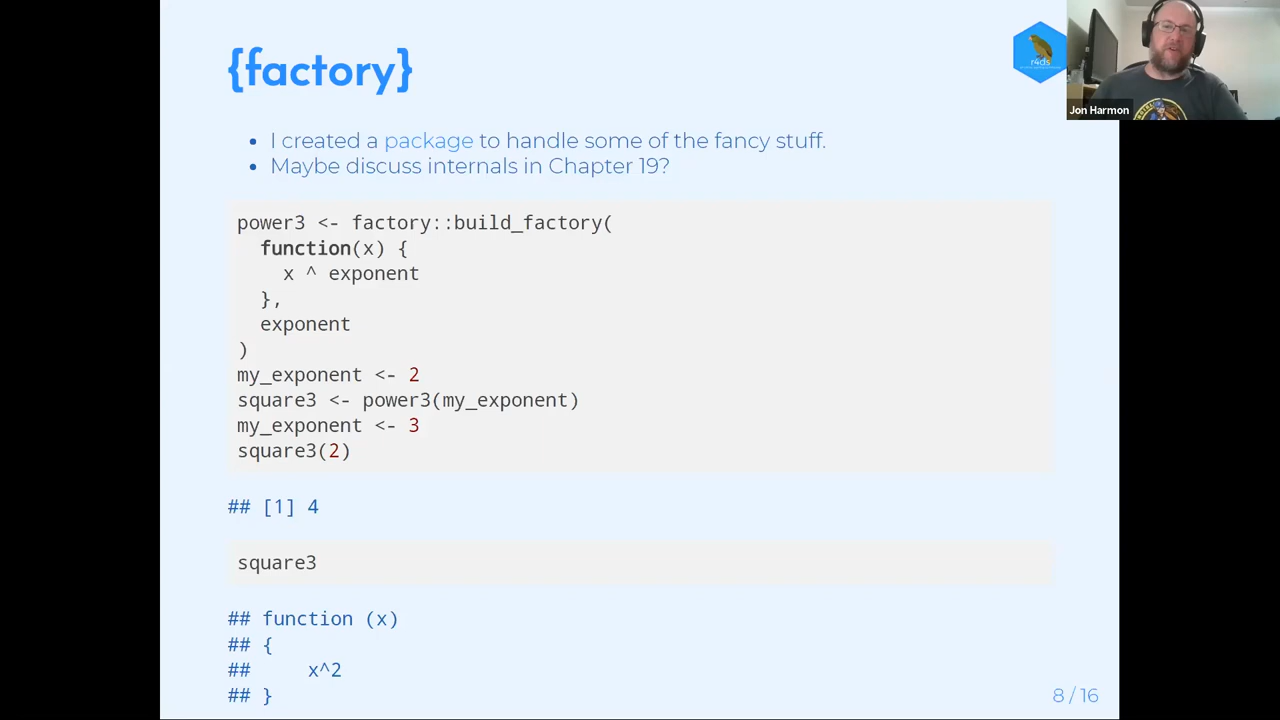 {factory}
r4ds
Jon Harmon
• I created a package to handle some of the fancy stuff.
• Maybe discuss internals in Chapter 19?
power3 <- factory::build_factory(
  function(x) {
    x ^ exponent
  },
  exponent
)
my_exponent <- 2
square3 <- power3(my_exponent)
my_exponent <- 3
square3(2)
## [1] 4
square3
## function (x)
## {
##     x^2
## }
8 / 16